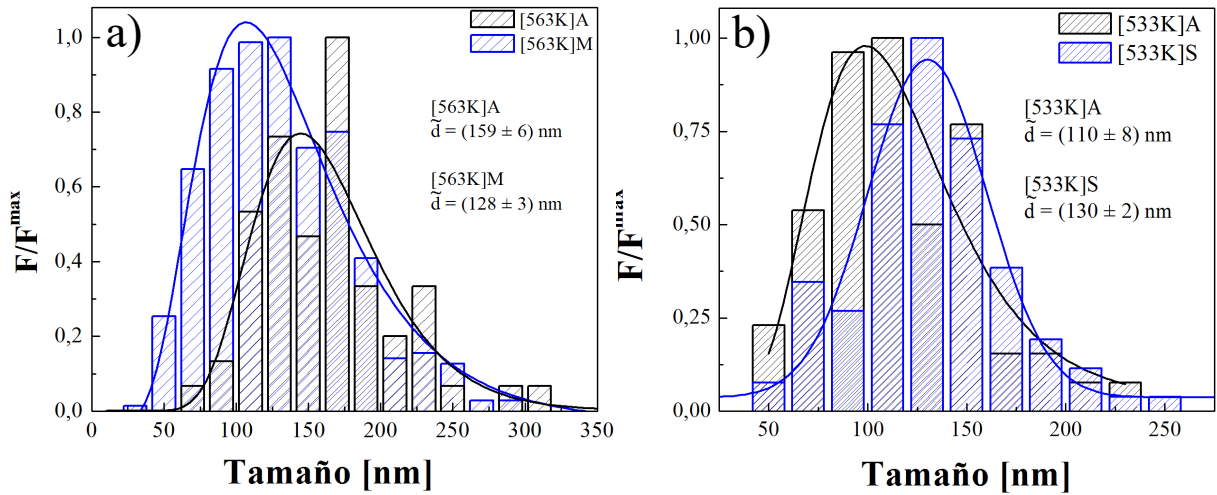 a)
[563K]A
[563K]M
[563K]A
d̃ = (159 ± 6) nm
[563K]M
d̃ = (128 ± 3) nm
F/Fᵐᵃˣ
1,0
0,8
0,6
0,4
0,2
0,0
0 50 100 150 200 250 300 350
Tamaño [nm]
b)
[533K]A
[533K]S
[533K]A
d̃ = (110 ± 8) nm
[533K]S
d̃ = (130 ± 2) nm
F/Fᵐᵃˣ
1,00
0,75
0,50
0,25
0,00
50 100 150 200 250
Tamaño [nm]